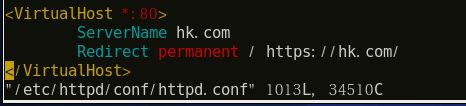 <VirtualHost *:80>
        ServerName hk.com
        Redirect permanent / https://hk.com/
</VirtualHost>
"/etc/httpd/conf/httpd.conf" 1013L, 34510C